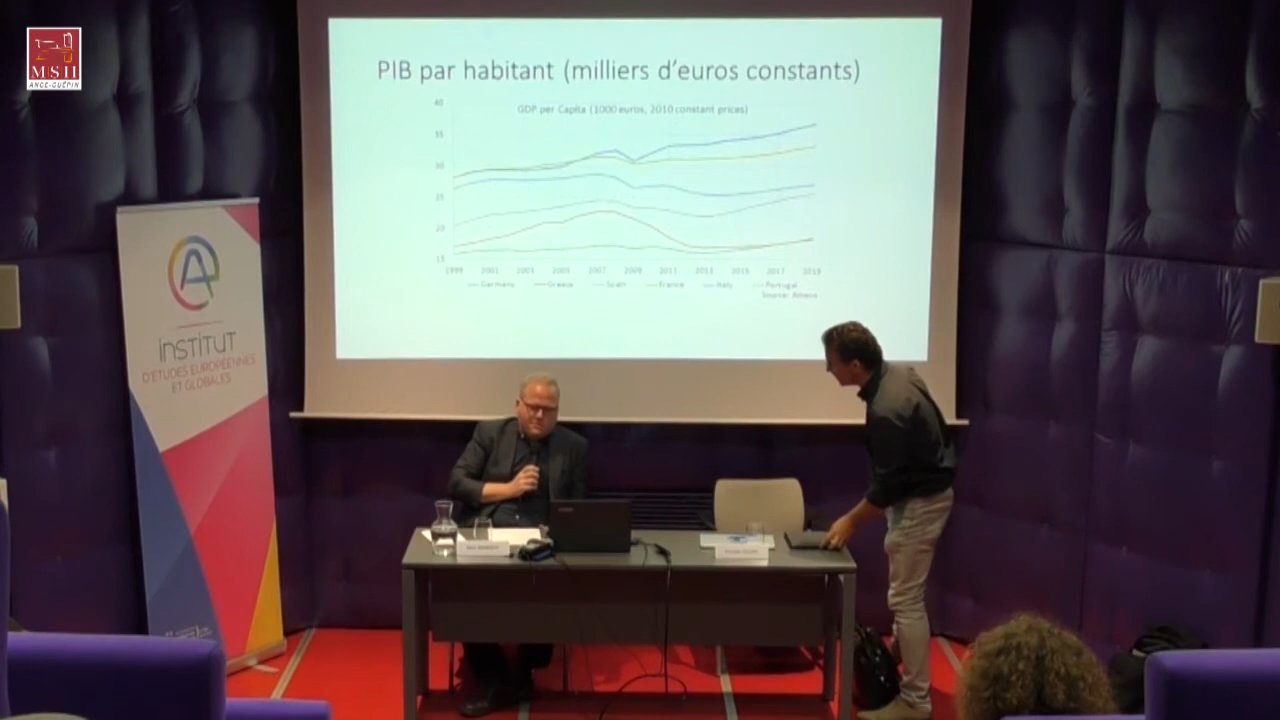 MSH
ANGE-GUÉPIN
PIB par habitant (milliers d'euros constants)
GDP per Capita (1000 euros, 2010 constant prices)
40
35
30
25
20
15
1999 2001 2003 2005 2007 2009 2011 2013 2015 2017 2019
Germany Greece Spain France Italy Portugal
Source: Ameco
A
institut
D'ETUDES EUROPÉENNES
ET GLOBALES